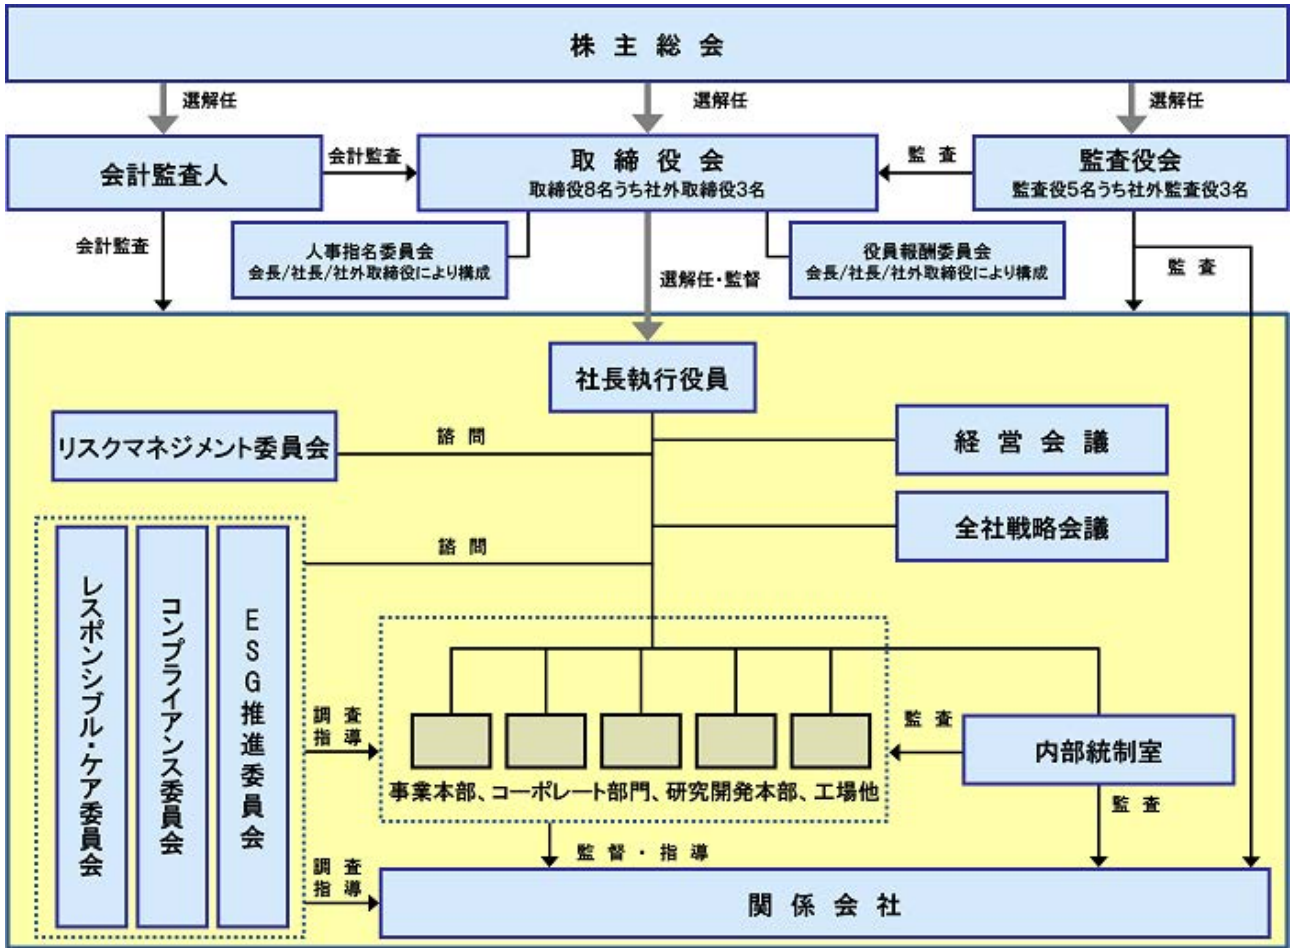 株主総会
選解任
選解任
選解任
会計監査人
会計監査
取締役会
取締役8名うち社外取締役3名
監査
監査役会
監査役5名うち社外監査役3名
会計監査
人事指名委員会
会長/社長/社外取締役により構成
選解任・監督
役員報酬委員会
会長/社長/社外取締役により構成
監査
社長執行役員
リスクマネジメント委員会
諮問
経営会議
全社戦略会議
諮問
レスポンシブル・ケア委員会
コンプライアンス委員会
ESG推進委員会
調査
指導
監査
内部統制室
事業本部、コーポレート部門、研究開発本部、工場他
監査
監督・指導
調査
指導
関係会社